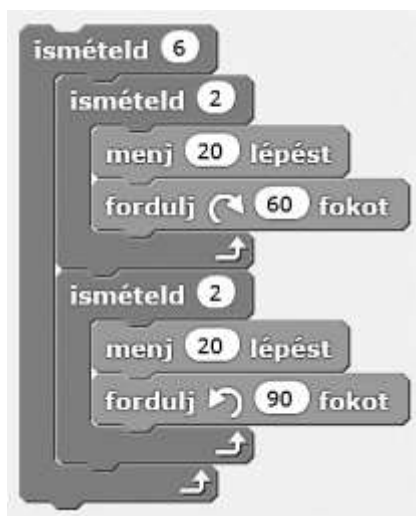 ismételd 6
ismételd 2
menj 20 lépést
fordulj 60 fokot
ismételd 2
menj 20 lépést
fordulj 90 fokot